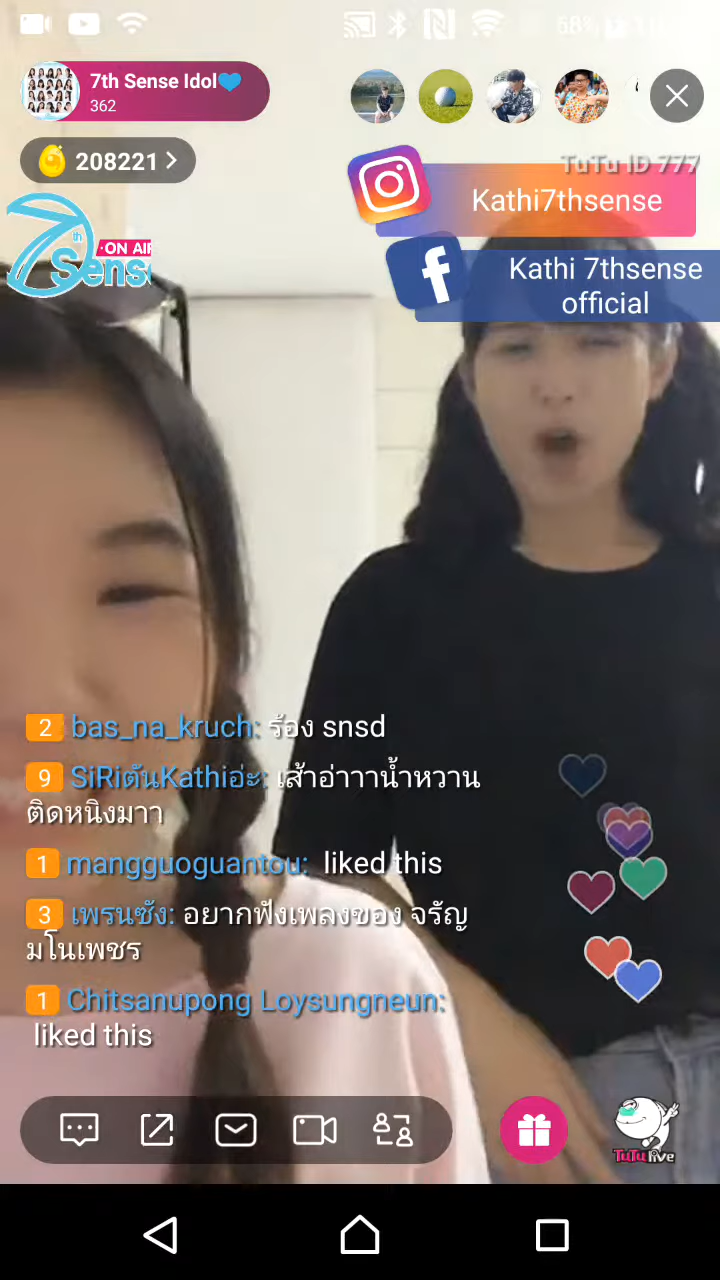 68%
7th Sense Idol💙
362
208221 >
TuTu ID 777
Kathi7thsense
7th
Sense
·ON AIR
Kathi 7thsense
official
2 bas_na_kruch: ร้อง snsd
9 SiRiต้นKathiอ่ะ: เส้าอ่าาาน้ำหวาน
ติดหนิงมาา
1 mangguoguantou: liked this
3 เพรนซัง: อยากฟังเพลงของ จรัญ
มโนเพชร
1 Chitsanupong Loysungneun:
liked this
TuTu live